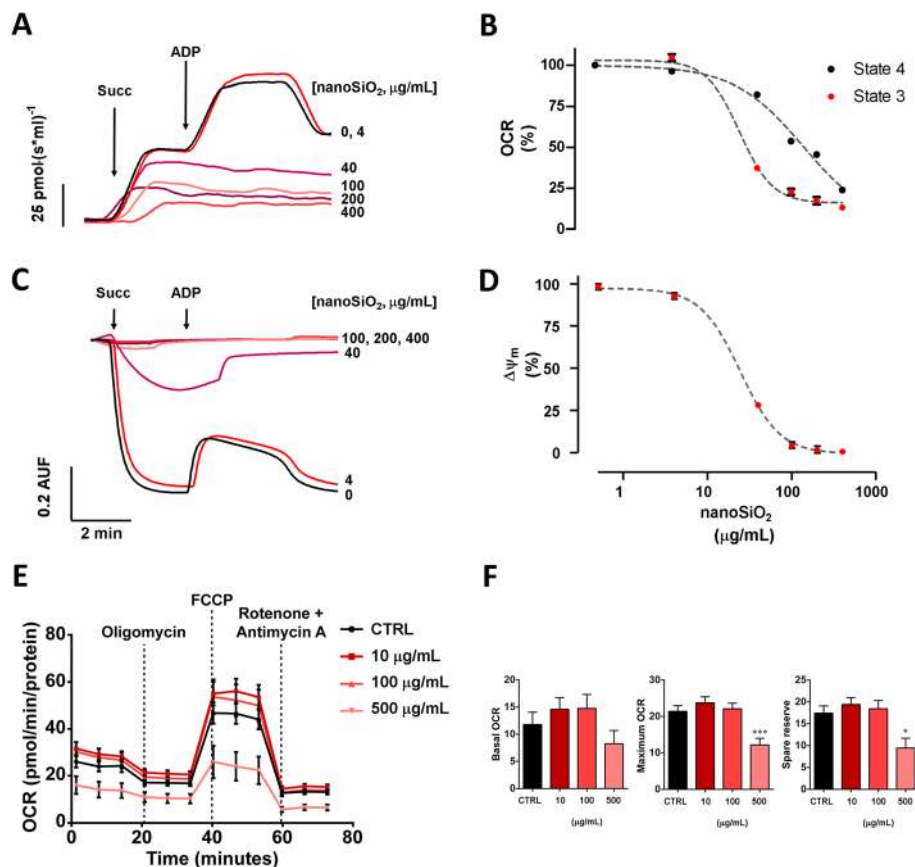 A
Succ
ADP
[nanoSiO₂, μg/mL]
0, 4
40
100
200
400
25 pmol·(s*ml)⁻¹
B
100
75
50
25
0
OCR
(%)
State 4
State 3
C
Succ
ADP
[nanoSiO₂, μg/mL]
100, 200, 400
40
4
0
0.2 AUF
2 min
D
100
75
50
25
0
Δψₘ
(%)
1
10
100
1000
nanoSiO₂
(μg/mL)
E
FCCP
Oligomycin
Rotenone +
Antimycin A
CTRL
10 μg/mL
100 μg/mL
500 μg/mL
80
60
40
20
0
OCR (pmol/min/protein)
0
20
40
60
80
Time (minutes)
F
20
15
10
5
0
Basal OCR
CTRL
10
100
500
(μg/mL)
30
20
10
0
Maximum OCR
***
CTRL
10
100
500
(μg/mL)
25
20
15
10
5
0
Spare reserve
*
CTRL
10
100
500
(μg/mL)